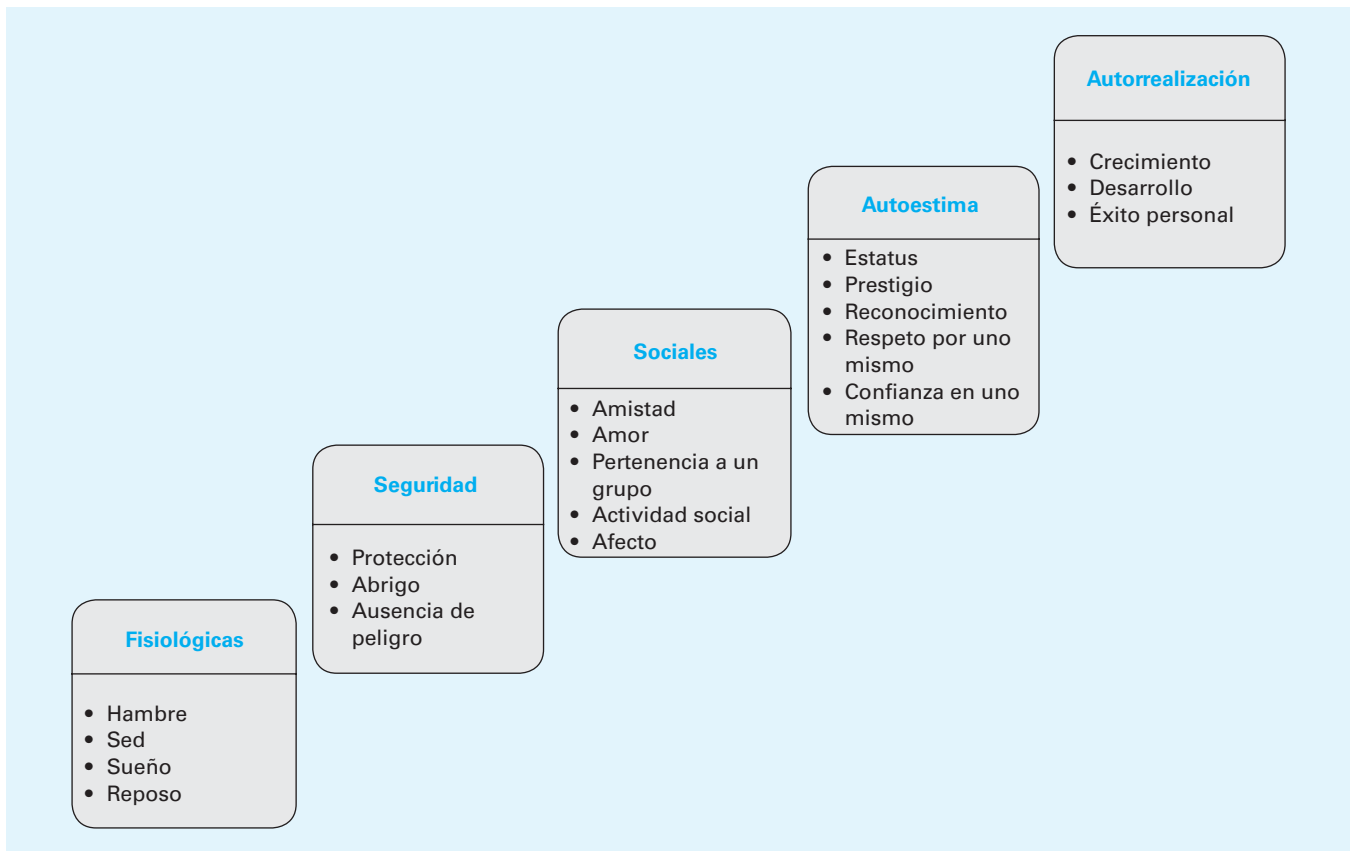 Autorrealización
• Crecimiento
• Desarrollo
• Éxito personal
Autoestima
• Estatus
• Prestigio
• Reconocimiento
• Respeto por uno
mismo
• Confianza en uno
mismo
Sociales
• Amistad
• Amor
• Pertenencia a un
grupo
• Actividad social
• Afecto
Seguridad
• Protección
• Abrigo
• Ausencia de
peligro
Fisiológicas
• Hambre
• Sed
• Sueño
• Reposo